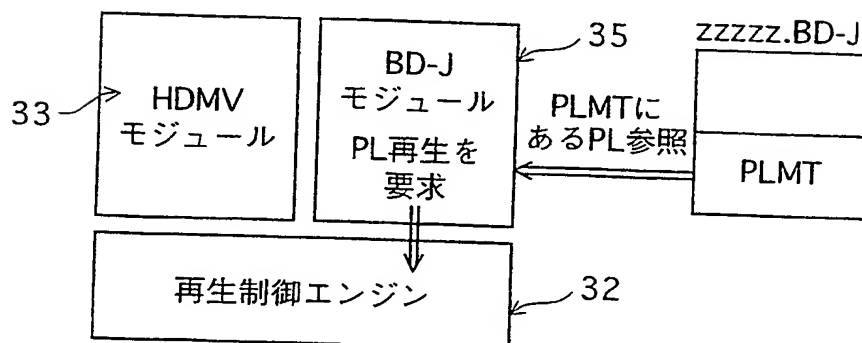 35
zzzzz.BD-J
33
HDMV
モジュール
BD-J
モジュール
PL再生を
要求
PLMTに
あるPL参照
PLMT
再生制御エンジン
32